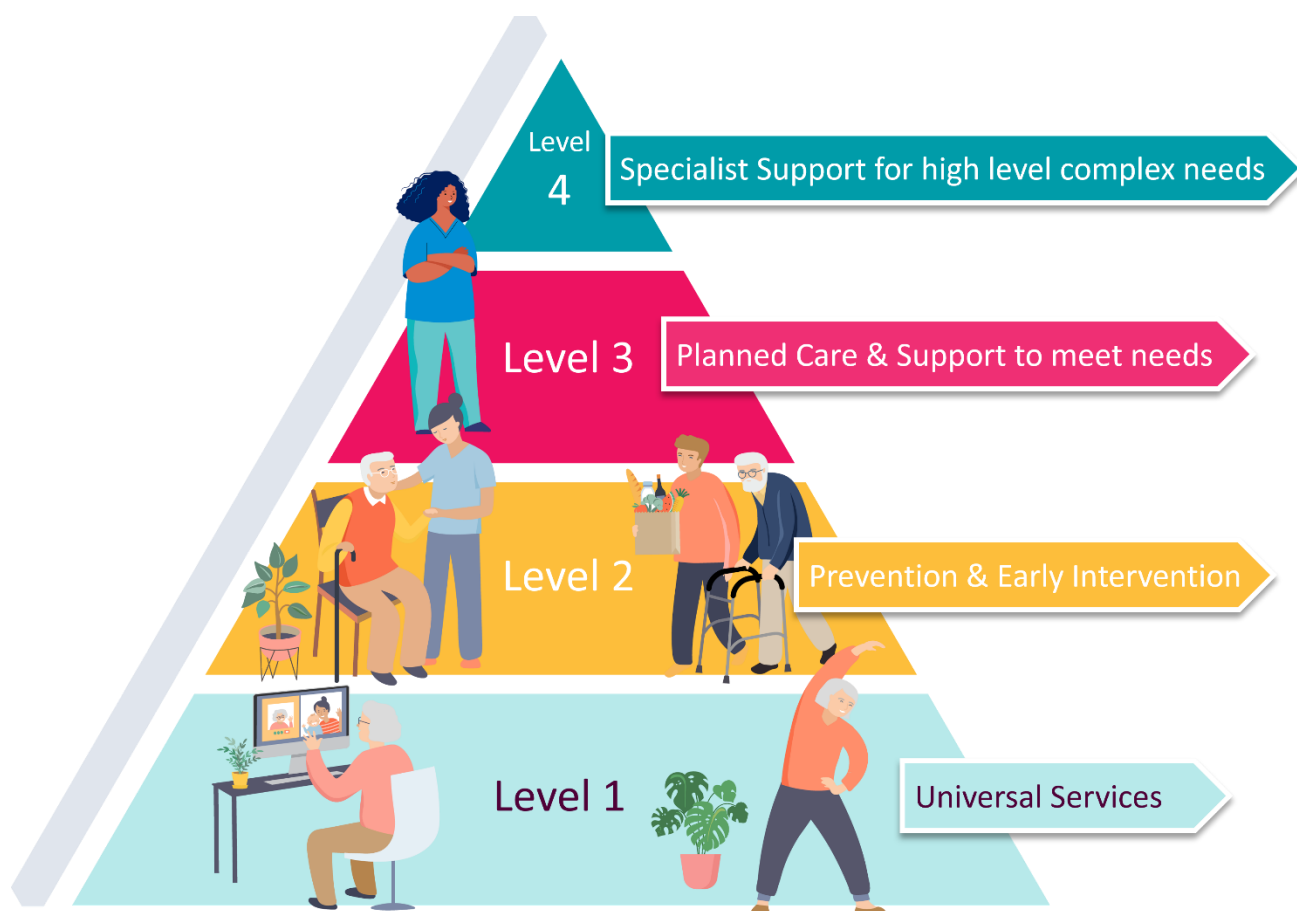 Level
4
Specialist Support for high level complex needs
Level 3
Planned Care & Support to meet needs
Level 2
Prevention & Early Intervention
Level 1
Universal Services